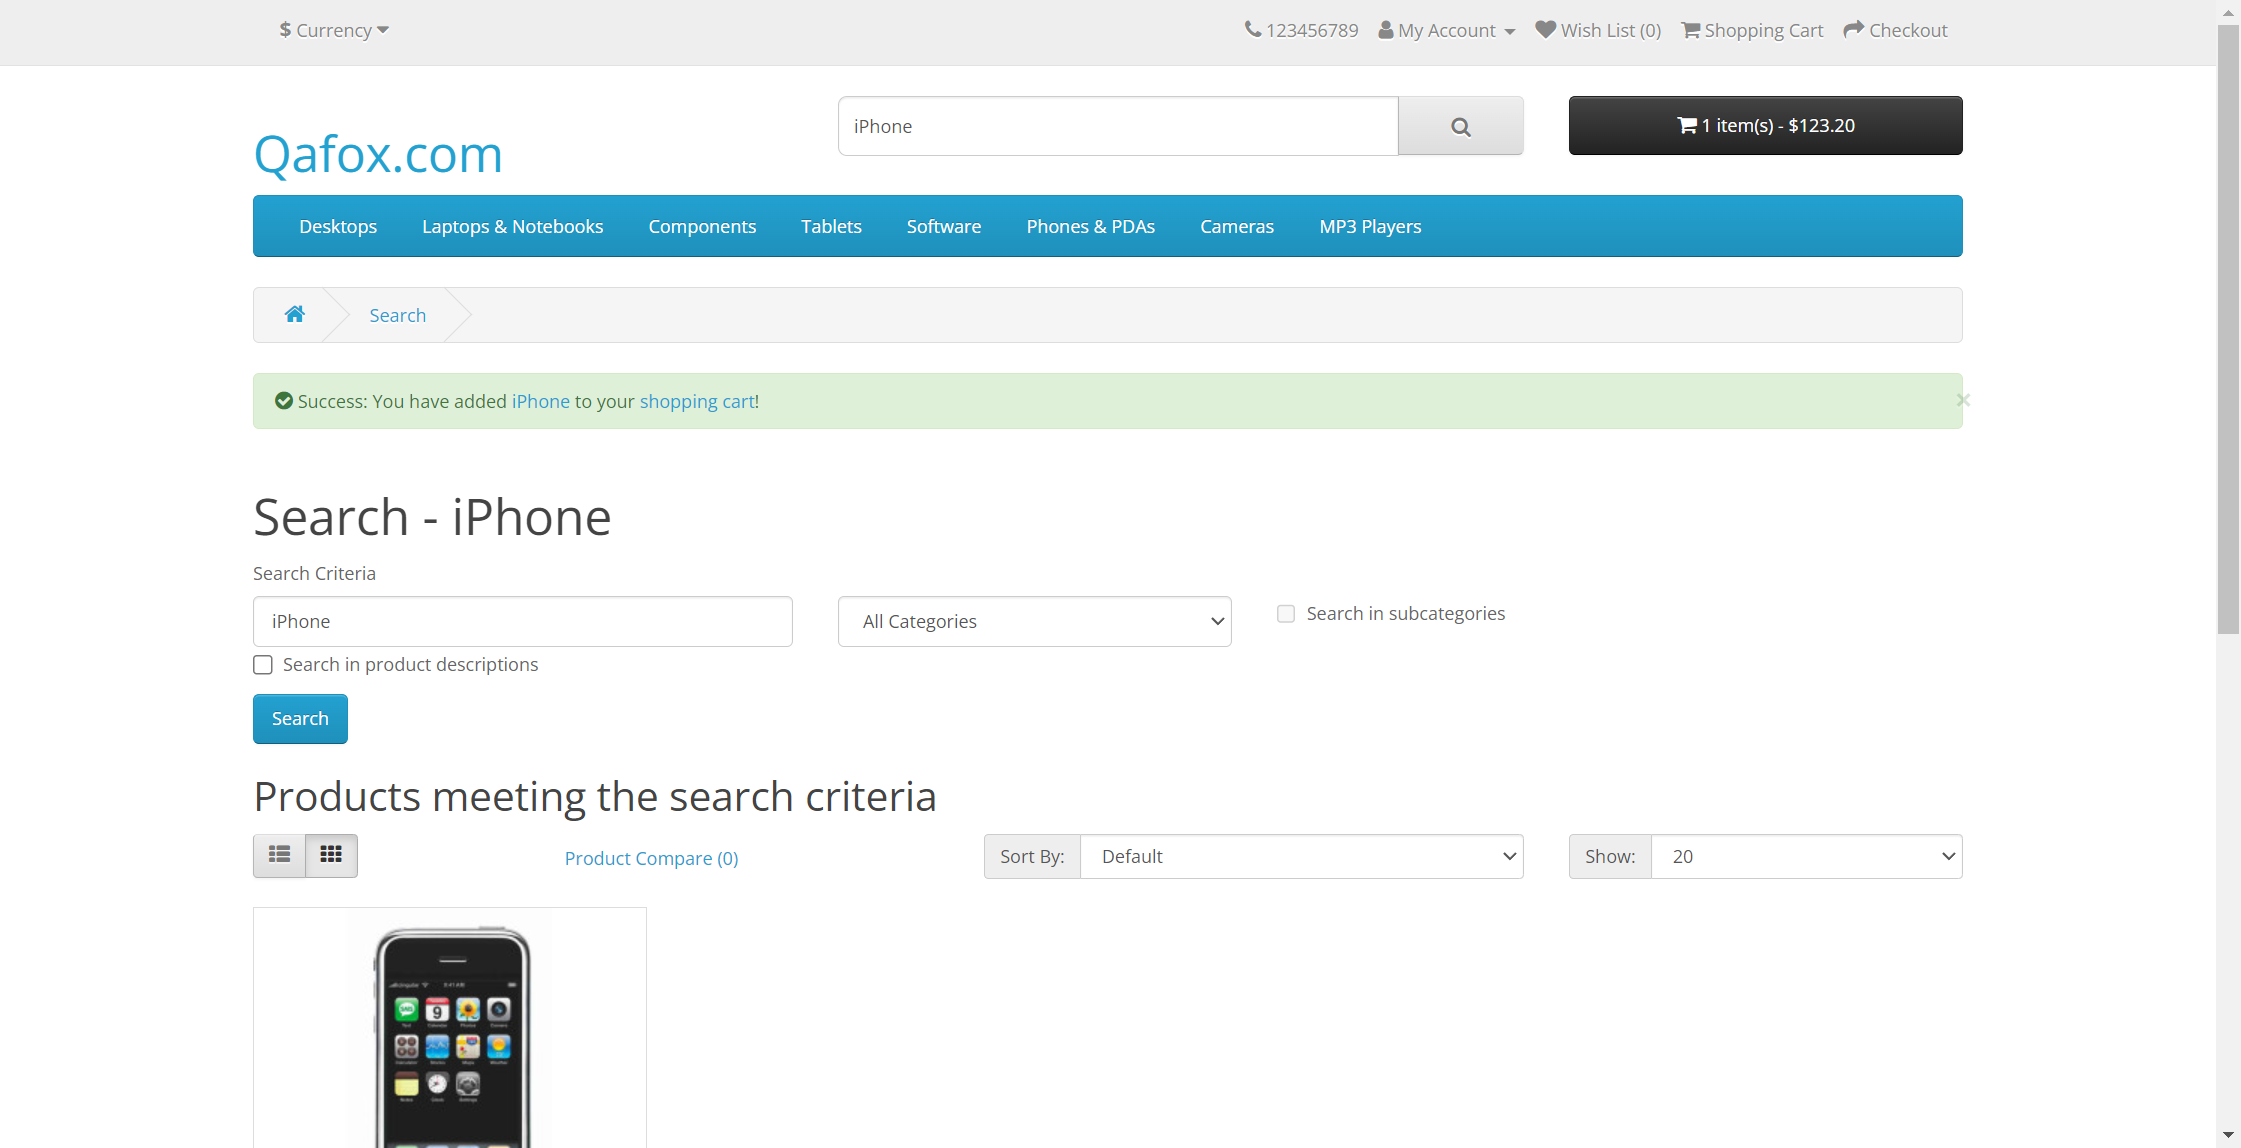 $ Currency
123456789 My Account Wish List (0) Shopping Cart Checkout
Qafox.com
iPhone
1 item(s) - $123.20
Desktops Laptops & Notebooks Components Tablets Software Phones & PDAs Cameras MP3 Players
Search
Success: You have added iPhone to your shopping cart!
×
Search - iPhone
Search Criteria
iPhone
All Categories
Search in subcategories
Search in product descriptions
Search
Products meeting the search criteria
Product Compare (0)
Sort By: Default
Show: 20
9